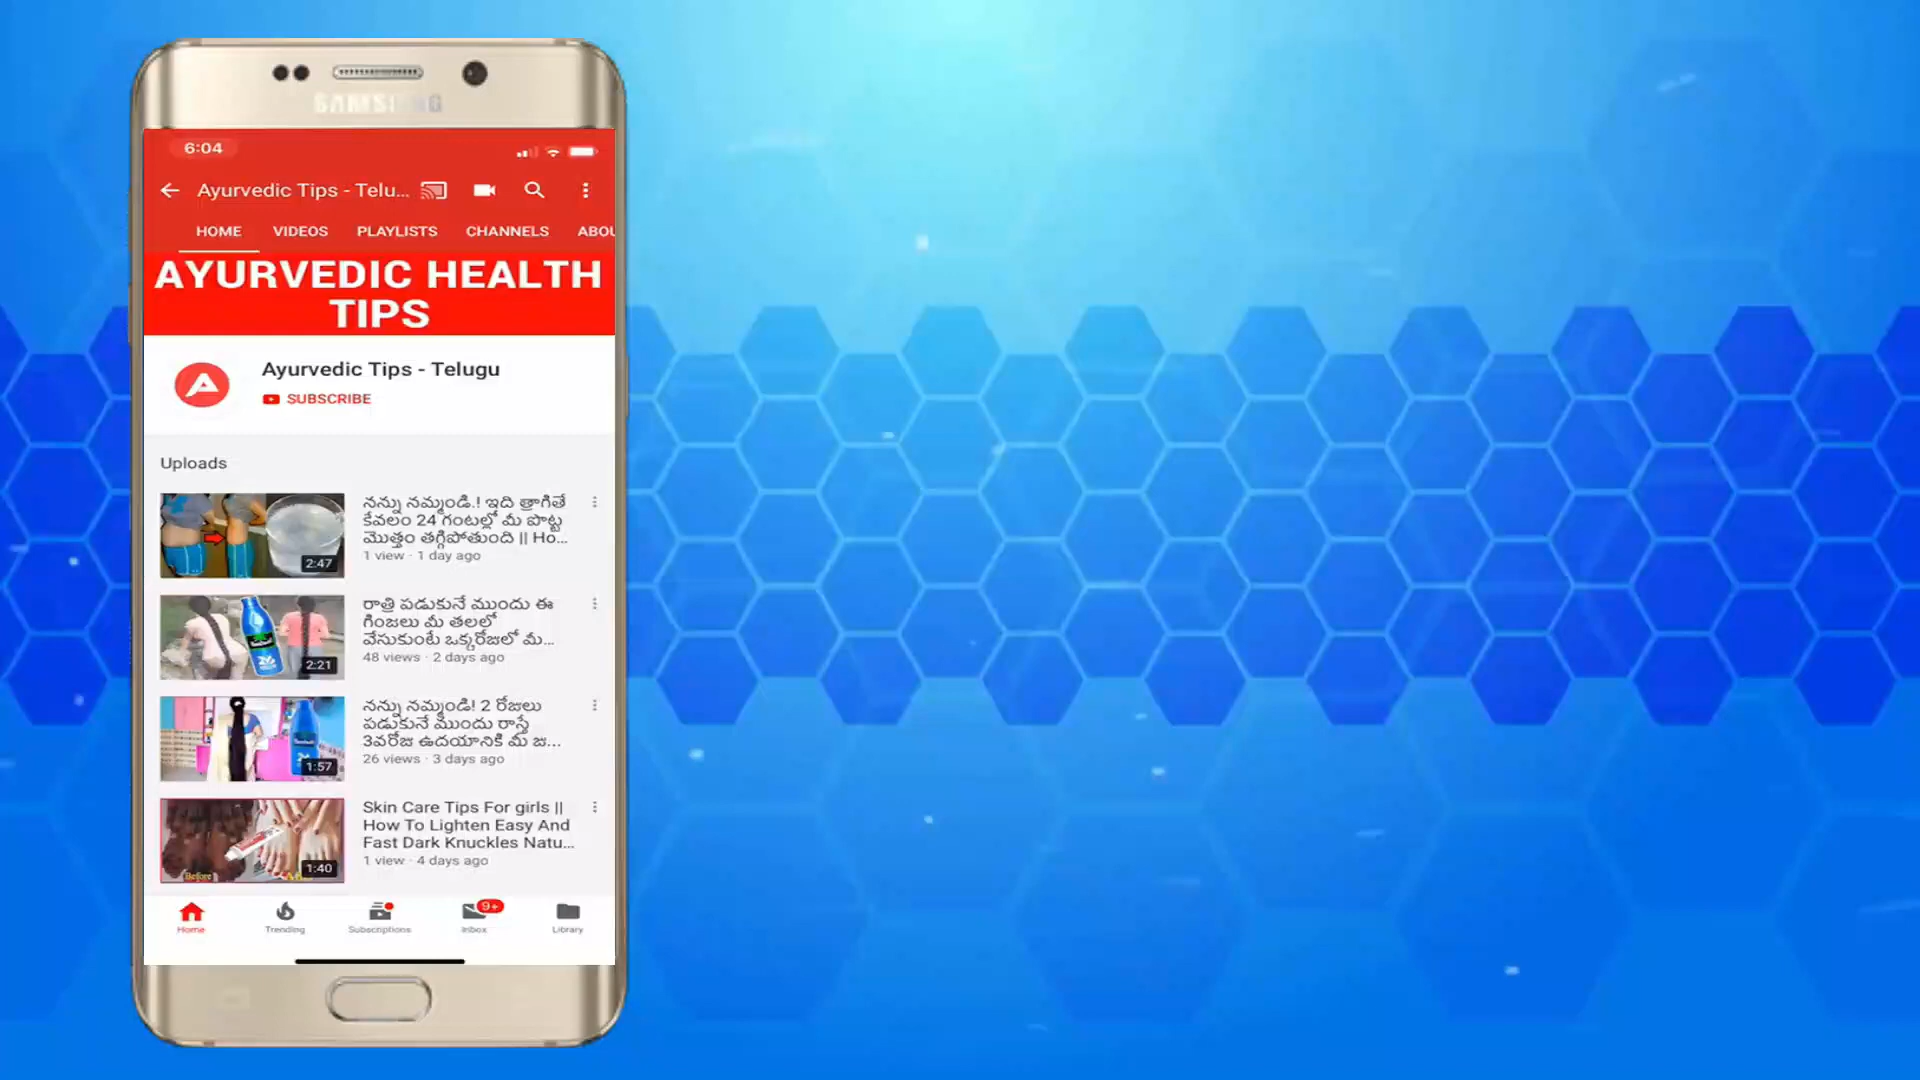 SAMSUNG
6:04
Ayurvedic Tips - Telu...
HOME VIDEOS PLAYLISTS CHANNELS ABOU
AYURVEDIC HEALTH
TIPS
Ayurvedic Tips - Telugu
SUBSCRIBE
Uploads
నన్ను నమ్మండి.! ఇది త్రాగితే
కేవలం 24 గంటల్లో మీ పొట్ట
మొత్తం తగ్గిపోతుంది || Ho...
1 view · 1 day ago
2:47
రాత్రి పడుకునే ముందు ఈ
గింజలు మీ తలలో
వేసుకుంటే ఒక్కరోజులో మీ...
48 views · 2 days ago
2:21
నన్ను నమ్మండి! 2 రోజులు
పడుకునే ముందు రాస్తే
3వరోజు ఉదయానికి మీ జు...
26 views · 3 days ago
1:57
Skin Care Tips For girls ||
How To Lighten Easy And
Fast Dark Knuckles Natu...
1 view · 4 days ago
Before
1:40
Home Trending Subscriptions Inbox 9+ Library